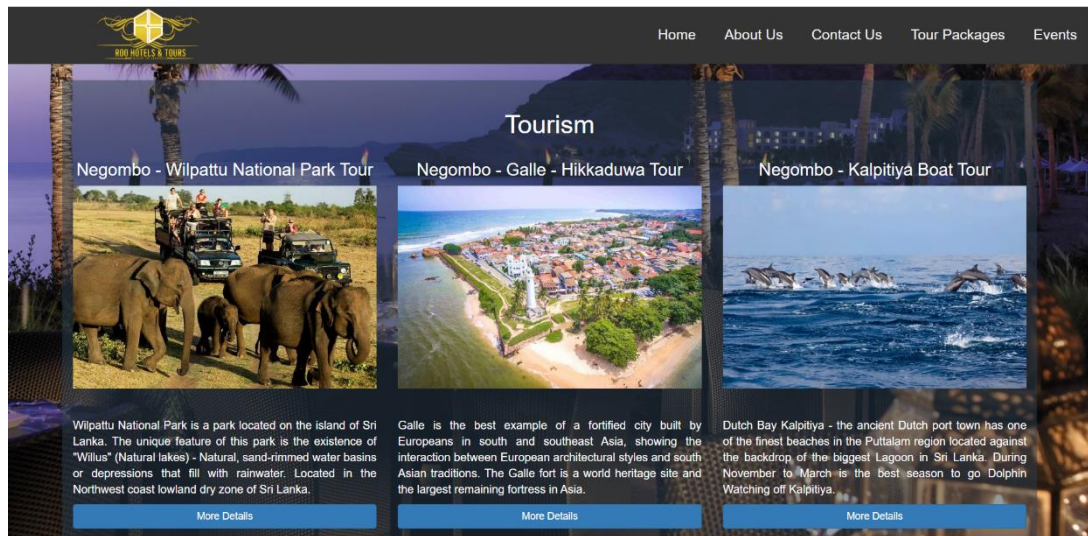 ROO HOTELS & TOURS
Home About Us Contact Us Tour Packages Events
Tourism
Negombo - Wilpattu National Park Tour
Wilpattu National Park is a park located on the island of Sri
Lanka. The unique feature of this park is the existence of
"Willus" (Natural lakes) - Natural, sand-rimmed water basins
or depressions that fill with rainwater. Located in the
Northwest coast lowland dry zone of Sri Lanka.
More Details
Negombo - Galle - Hikkaduwa Tour
Galle is the best example of a fortified city built by
Europeans in south and southeast Asia, showing the
interaction between European architectural styles and south
Asian traditions. The Galle fort is a world heritage site and
the largest remaining fortress in Asia.
More Details
Negombo - Kalpitiya Boat Tour
Dutch Bay Kalpitiya - the ancient Dutch port town has one
of the finest beaches in the Puttalam region located against
the backdrop of the biggest Lagoon in Sri Lanka. During
November to March is the best season to go Dolphin
Watching off Kalpitiya.
More Details